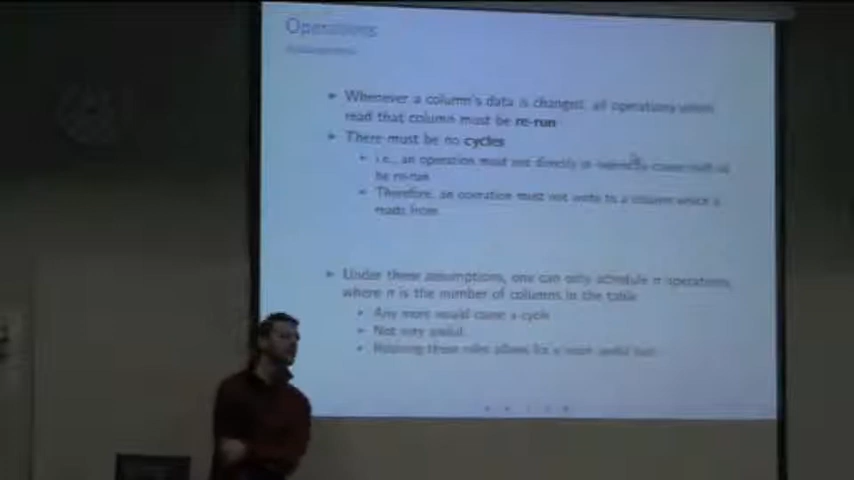 Operations
Whenever a column's data is changed, all operations which
read that column must be re-run
There must be no cycles
i.e., an operation must not directly or indirectly cause itself to
be re-run
Therefore, an operation must not write to a column which it
reads from
Under these assumptions, one can only schedule n operations,
where n is the number of columns in the table
Any more would cause a cycle
Not very useful
Relaxing these rules allows for a more useful